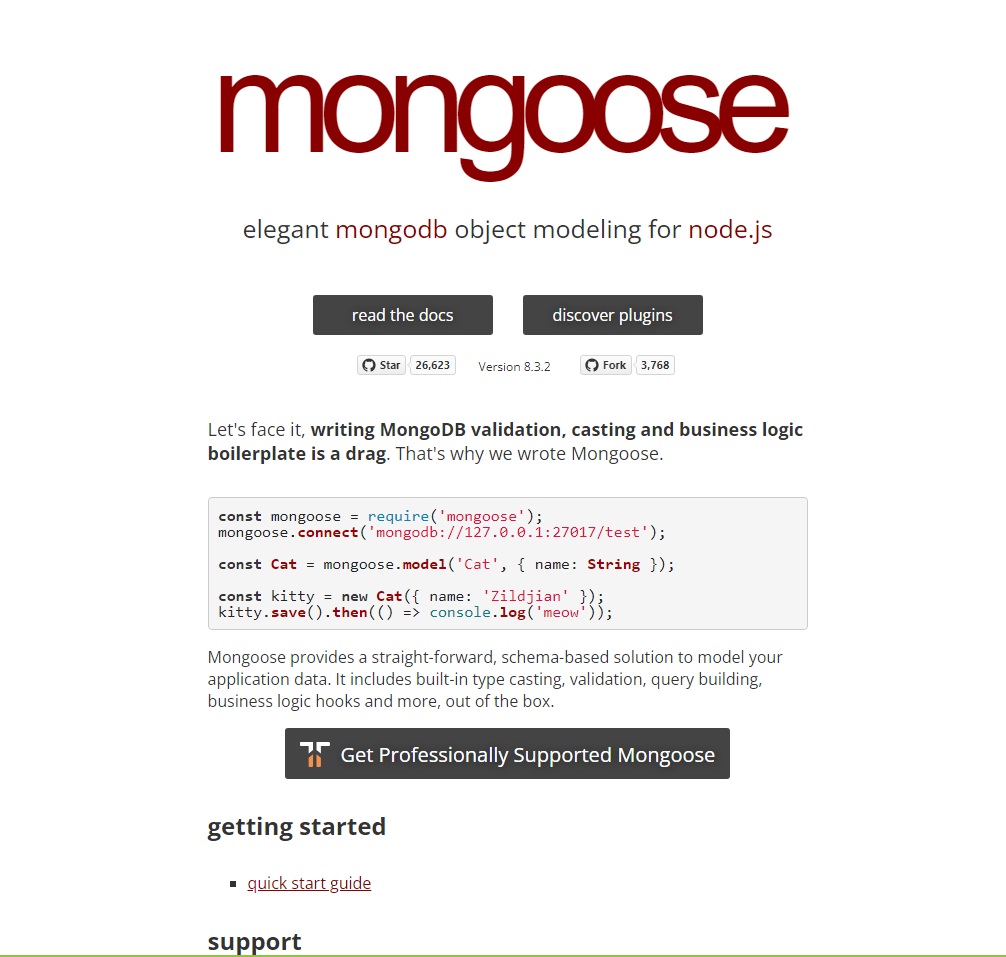 mongoose
elegant mongodb object modeling for node.js
read the docs
discover plugins
Star 26,623 Version 8.3.2 Fork 3,768
Let's face it, writing MongoDB validation, casting and business logic
boilerplate is a drag. That's why we wrote Mongoose.
const mongoose = require('mongoose');
mongoose.connect('mongodb://127.0.0.1:27017/test');
const Cat = mongoose.model('Cat', { name: String });
const kitty = new Cat({ name: 'Zildjian' });
kitty.save().then(() => console.log('meow'));
Mongoose provides a straight-forward, schema-based solution to model your
application data. It includes built-in type casting, validation, query building,
business logic hooks and more, out of the box.
Get Professionally Supported Mongoose
getting started
quick start guide
support